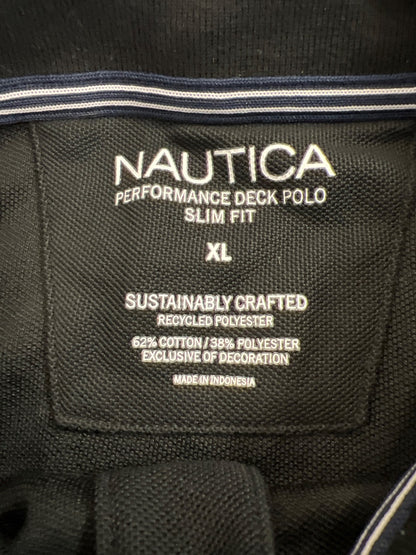 NAUTICA
PERFORMANCE DECK POLO
SLIM FIT
XL
SUSTAINABLY CRAFTED
RECYCLED POLYESTER
62% COTTON / 38% POLYESTER
EXCLUSIVE OF DECORATION
MADE IN INDONESIA